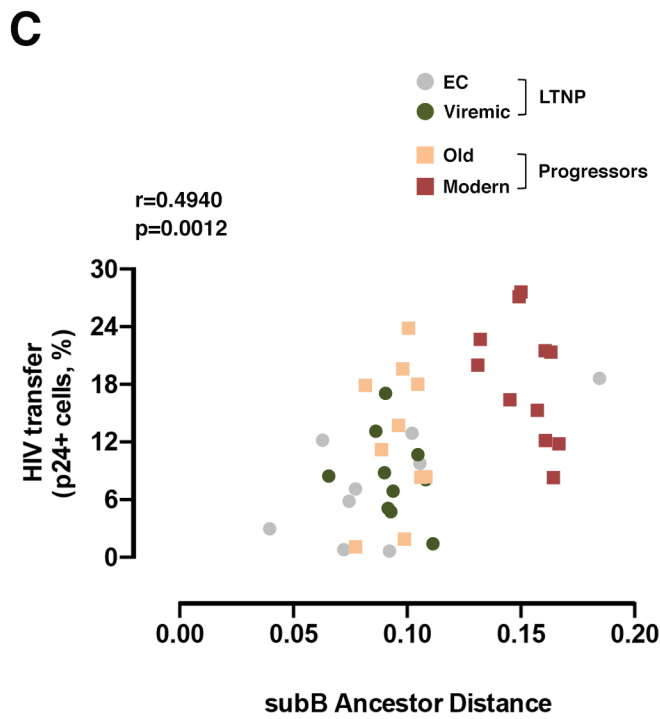 C
EC
Viremic
LTNP
Old
Modern
Progressors
r=0.4940
p=0.0012
30
24
18
12
6
0
HIV transfer
(p24+ cells, %)
0.00 0.05 0.10 0.15 0.20
subB Ancestor Distance